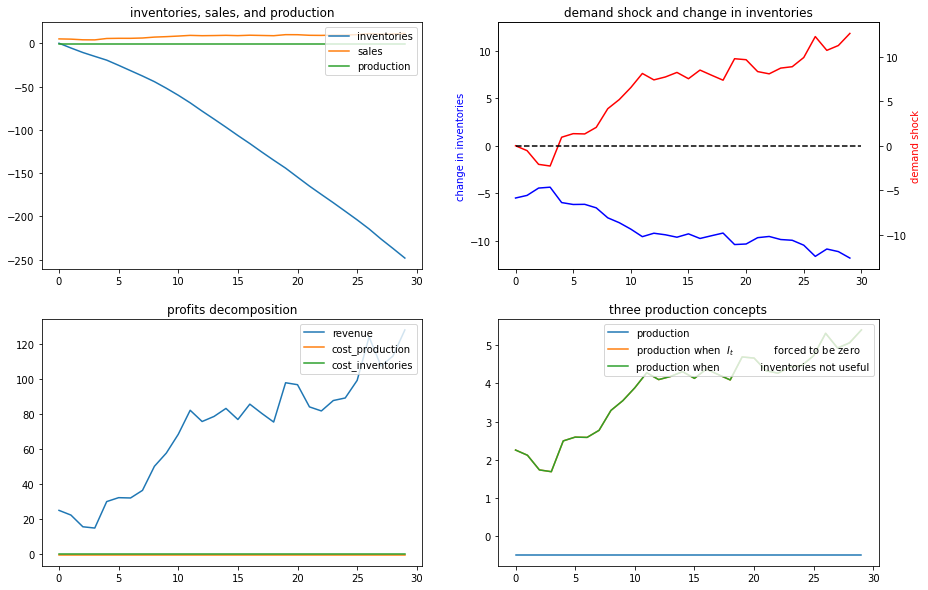 inventories, sales, and production
inventories
sales
production
0
−50
−100
−150
−200
−250
0 5 10 15 20 25 30
demand shock and change in inventories
change in inventories
10
5
0
−5
−10
10
5
0
−5
−10
demand shock
0 5 10 15 20 25 30
profits decomposition
revenue
cost_production
cost_inventories
120
100
80
60
40
20
0
0 5 10 15 20 25 30
three production concepts
production
production when I_t forced to be zero
production when inventories not useful
5
4
3
2
1
0
0 5 10 15 20 25 30